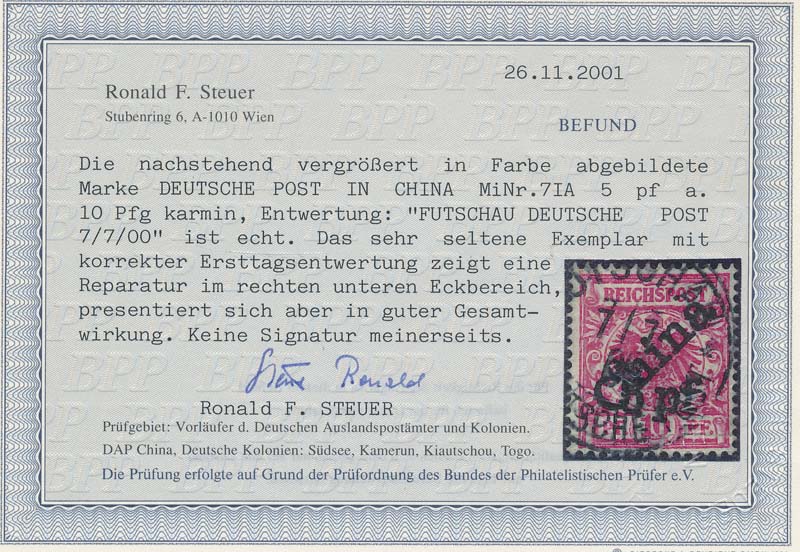 26.11.2001
Ronald F. Steuer
Stubenring 6, A-1010 Wien
BEFUND
Die nachstehend vergrößert in Farbe abgebildete
Marke DEUTSCHE POST IN CHINA MiNr.7IA 5 pf a.
10 Pfg karmin, Entwertung: "FUTSCHAU DEUTSCHE POST
7/7/00" ist echt. Das sehr seltene Exemplar mit
korrekter Ersttagsentwertung zeigt eine
Reparatur im rechten unteren Eckbereich,
presentiert sich aber in guter Gesamt-
wirkung. Keine Signatur meinerseits.
REICHSPOST
China
5 pf
Steuer Ronald
Ronald F. STEUER
Prüfgebiet: Vorläufer d. Deutschen Auslandspostämter und Kolonien.
DAP China, Deutsche Kolonien: Südsee, Kamerun, Kiautschou, Togo.
Die Prüfung erfolgte auf Grund der Prüfordnung des Bundes der Philatelistischen Prüfer e.V.